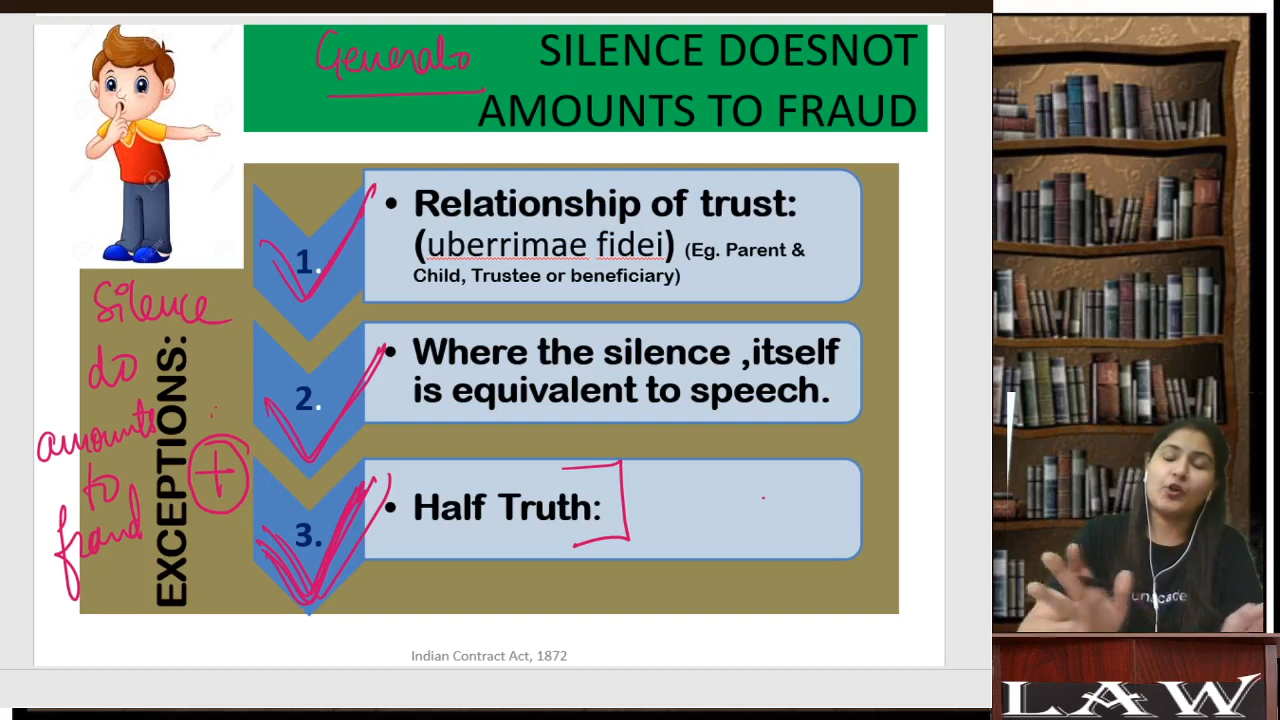 General
SILENCE DOESNOT
AMOUNTS TO FRAUD
• Relationship of trust:
(uberrimae fidei) (Eg. Parent &
Child, Trustee or beneficiary)
1.
• Where the silence ,itself
is equivalent to speech.
2.
• Half Truth:
3.
EXCEPTIONS:
Silence
do
amounts
to
fraud
+
Indian Contract Act, 1872
LAW